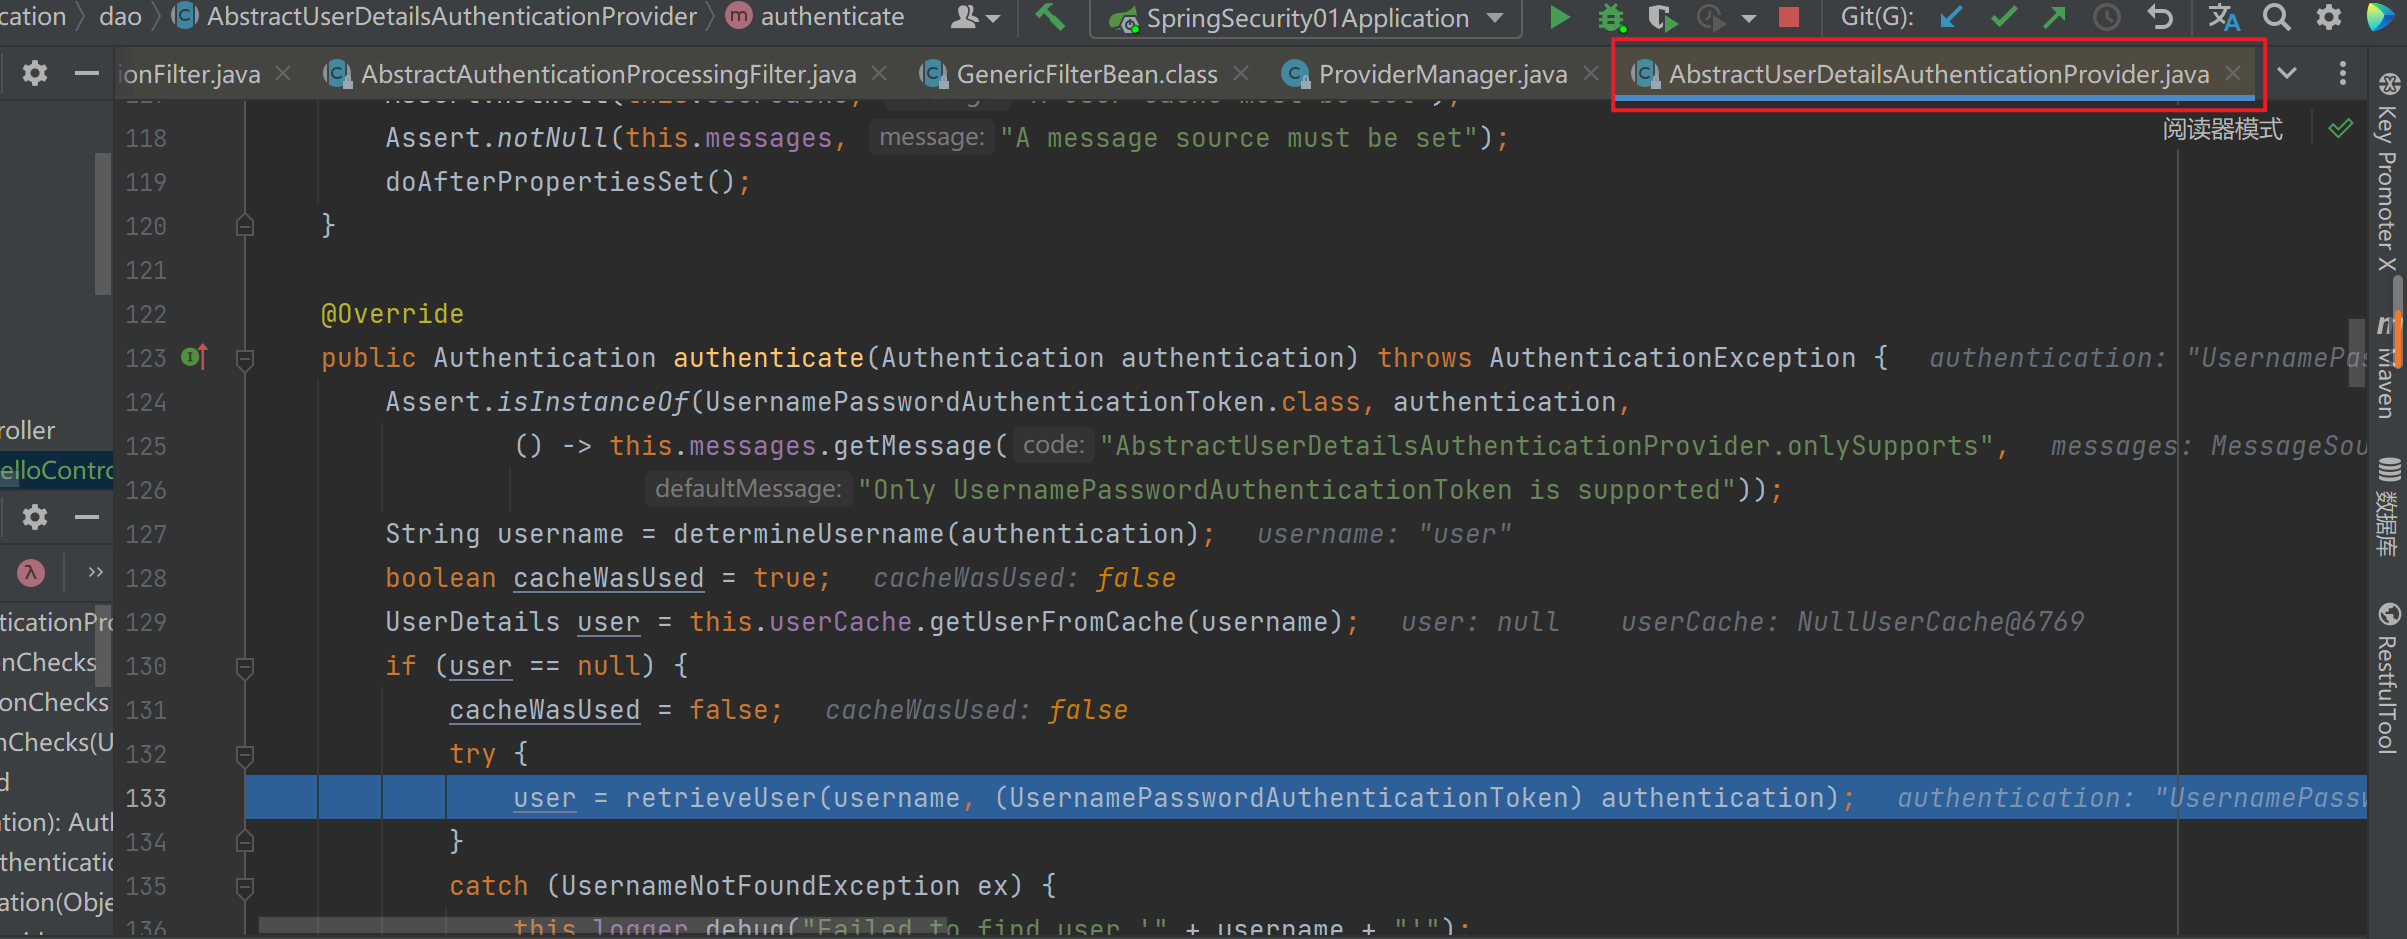 cation dao AbstractUserDetailsAuthenticationProvider authenticate SpringSecurity01Application Git(G):
ionFilter.java AbstractAuthenticationProcessingFilter.java GenericFilterBean.class ProviderManager.java AbstractUserDetailsAuthenticationProvider.java
阅读器模式
118 Assert.notNull(this.messages, message: "A message source must be set");
119 doAfterPropertiesSet();
120 }
121
122 @Override
123 public Authentication authenticate(Authentication authentication) throws AuthenticationException { authentication: "UsernamePas
124 Assert.isInstanceOf(UsernamePasswordAuthenticationToken.class, authentication,
125 () -> this.messages.getMessage( code: "AbstractUserDetailsAuthenticationProvider.onlySupports", messages: MessageSou
126 defaultMessage: "Only UsernamePasswordAuthenticationToken is supported"));
127 String username = determineUsername(authentication); username: "user"
128 boolean cacheWasUsed = true; cacheWasUsed: false
129 UserDetails user = this.userCache.getUserFromCache(username); user: null userCache: NullUserCache@6769
130 if (user == null) {
131 cacheWasUsed = false; cacheWasUsed: false
132 try {
133 user = retrieveUser(username, (UsernamePasswordAuthenticationToken) authentication); authentication: "UsernamePassw
134 }
135 catch (UsernameNotFoundException ex) {
136 this.logger.debug("Failed to find user '" + username + "'");
roller
elloContro
λ
ticationPro
nChecks
onChecks
nChecks(U
d
ation): Auth
thenticatio
cation(Obje
Key Promoter X
Maven
数据库
RestfulTool